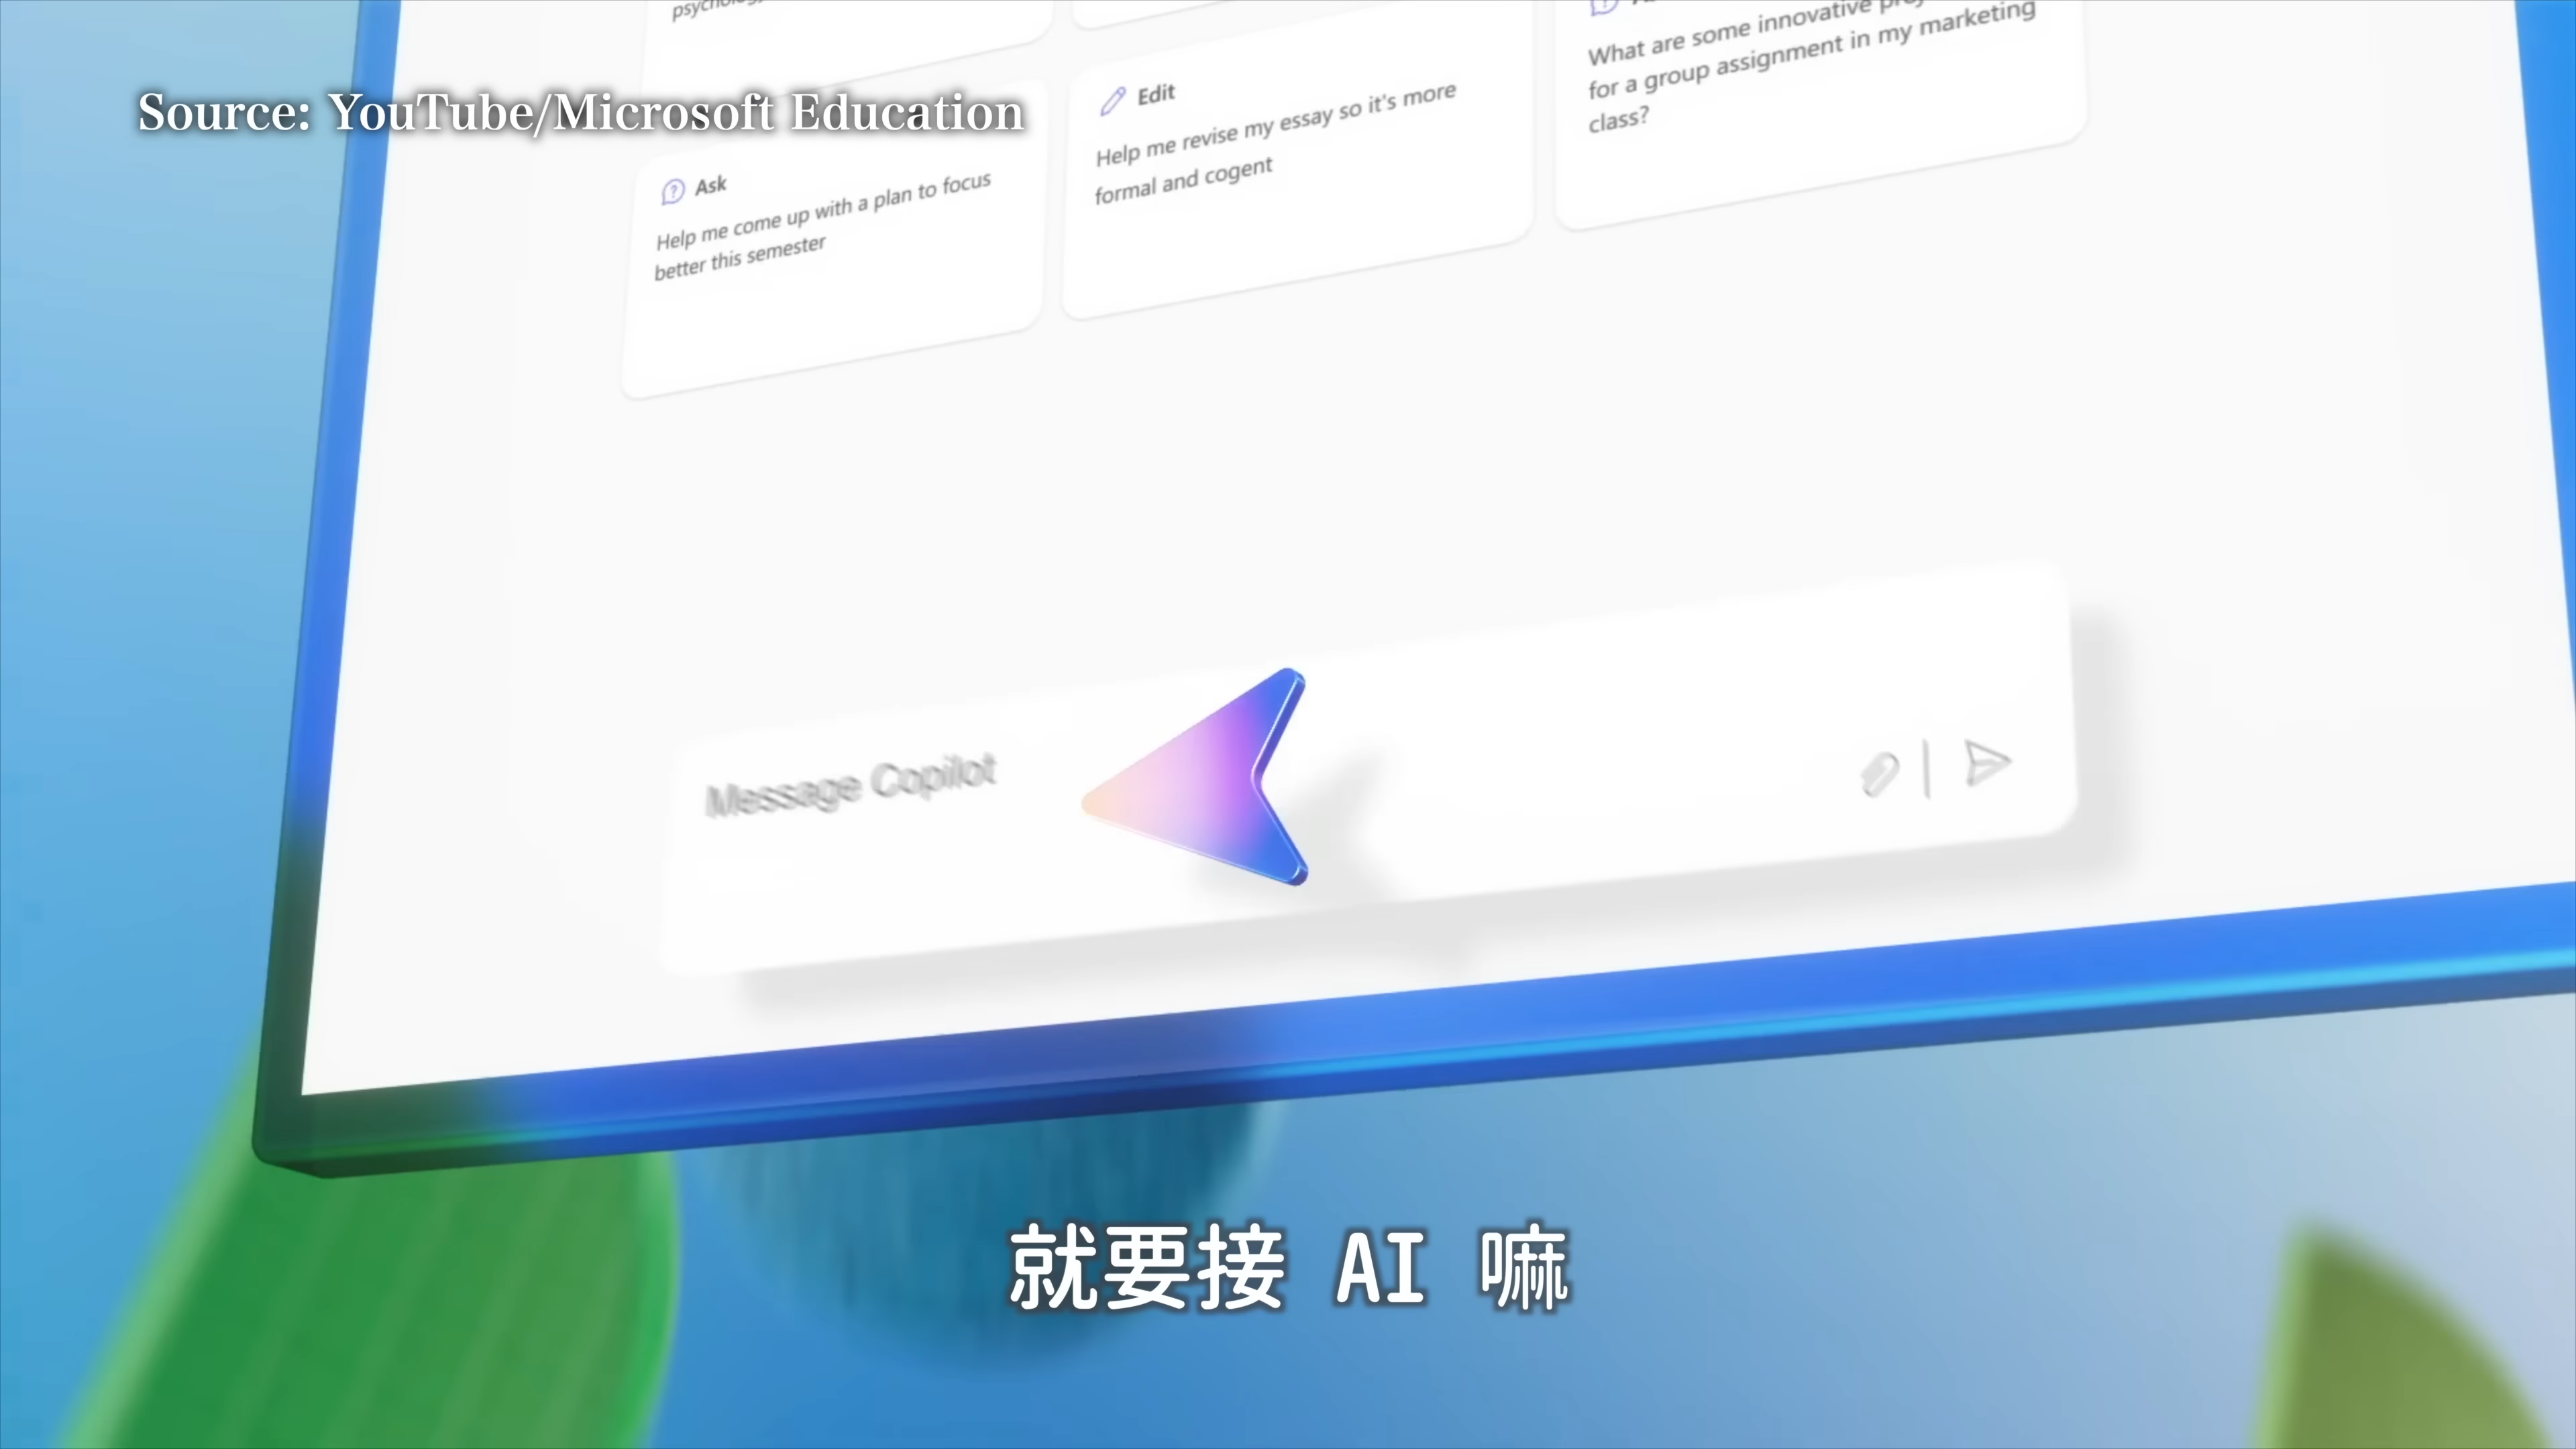 Source: YouTube/Microsoft Education
Ask
Help me come up with a plan to focus
better this semester
Edit
Help me revise my essay so it's more
formal and cogent
What are some innovative
for a group assignment in my marketing
class?
Message Copilot
就要接 AI 嘛